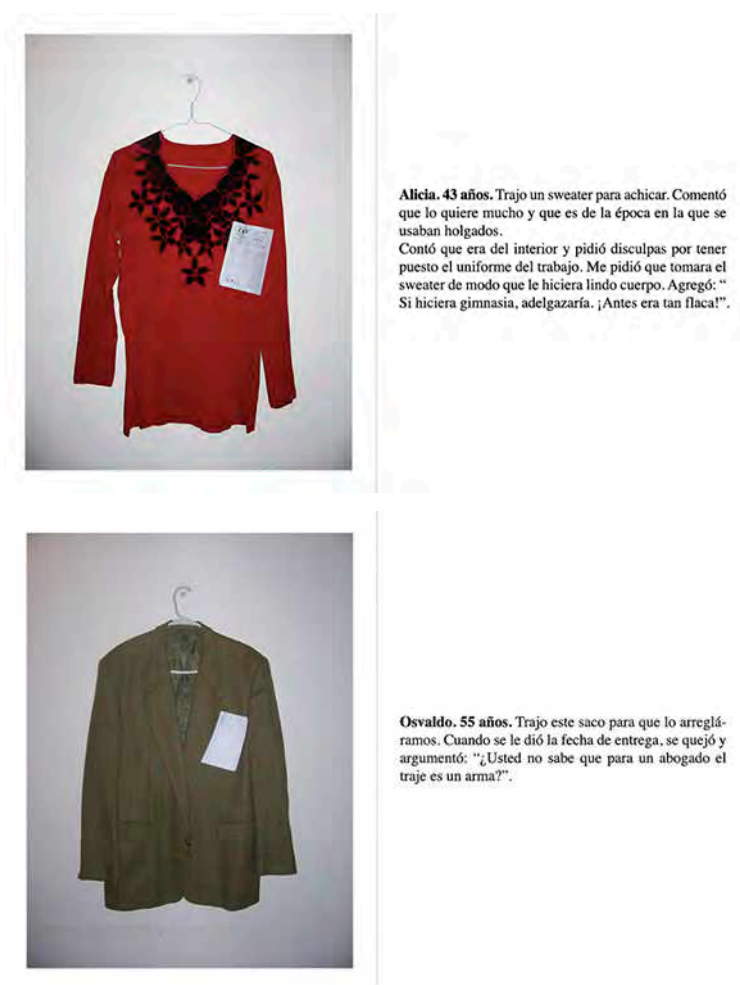 Alicia. 43 años. Trajo un sweater para achicar. Comentó
que lo quiere mucho y que es de la época en la que se
usaban holgados.
Contó que era del interior y pidió disculpas por tener
puesto el uniforme del trabajo. Me pidió que tomara el
sweater de modo que le hiciera lindo cuerpo. Agregó: “
Si hiciera gimnasia, adelgazaría. ¡Antes era tan flaca!”.
Osvaldo. 55 años. Trajo este saco para que lo arreglá-
ramos. Cuando se le dió la fecha de entrega, se quejó y
argumentó: “¿Usted no sabe que para un abogado el
traje es un arma?”.